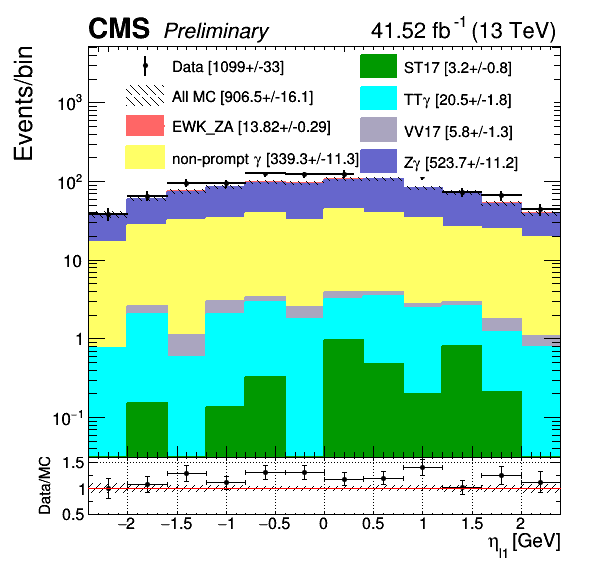 CMS Preliminary 41.52 fb⁻¹ (13 TeV)
Events/bin
Data [1099+/-33]
All MC [906.5+/-16.1]
EWK_ZA [13.82+/-0.29]
non-prompt γ [339.3+/-11.3]
ST17 [3.2+/-0.8]
TTγ [20.5+/-1.8]
VV17 [5.8+/-1.3]
Zγ [523.7+/-11.2]
10³
10²
10
1
10⁻¹
Data/MC
1.5
1
0.5
−2 −1.5 −1 −0.5 0 0.5 1 1.5 2
η_l1 [GeV]